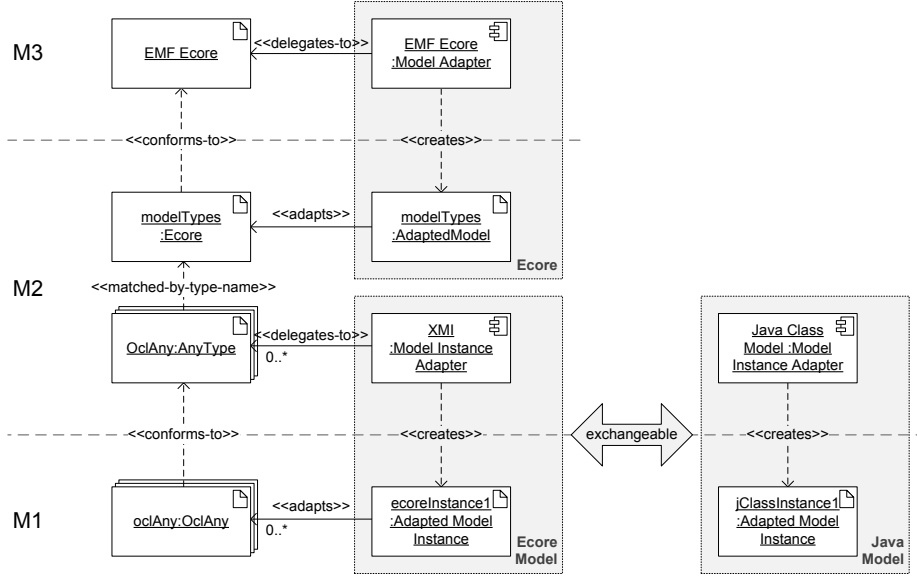 M3
EMF Ecore
<<delegates-to>>
EMF Ecore
:Model Adapter
<<conforms-to>>
<<creates>>
modelTypes
:Ecore
<<adapts>>
modelTypes
:AdaptedModel
Ecore
M2
<<matched-by-type-name>>
OclAny:AnyType
<<delegates-to>>
0..*
XMI
:Model Instance
Adapter
Java Class
Model :Model
Instance Adapter
<<conforms-to>>
<<creates>>
exchangeable
<<creates>>
M1
oclAny:OclAny
<<adapts>>
0..*
ecoreInstance1
:Adapted Model
Instance
Ecore
Model
jClassInstance1
:Adapted Model
Instance
Java
Model